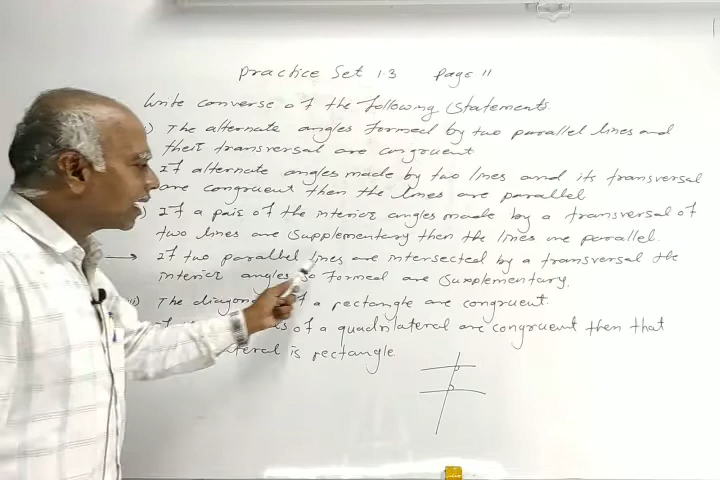 Practice Set 1.3 Page 11
Write converse of the following statements.
) The alternate angles formed by two parallel lines and
their transversal are congruent
If alternate angles made by two lines and its transversal
are congruent then the lines are parallel
) If a pair of the interior angles made by a transversal of
two lines are supplementary then the lines are parallel.
→ If two parallel lines are intersected by a transversal the
interior angles so formed are supplementary.
iii) The diagon of a rectangle are congruent.
s of a quadrilateral are congruent then that
teral is rectangle.